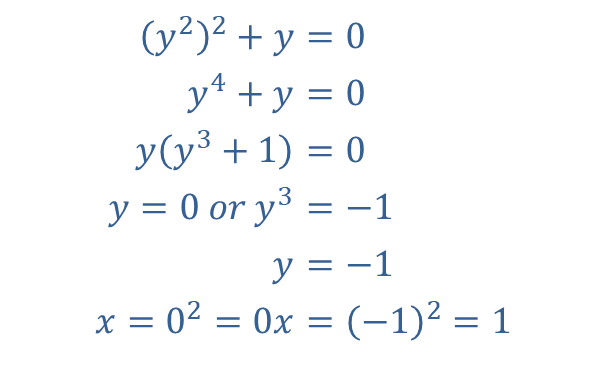 (y²)² + y = 0
y⁴ + y = 0
y(y³ + 1) = 0
y = 0 or y³ = −1
y = −1
x = 0² = 0x = (−1)² = 1